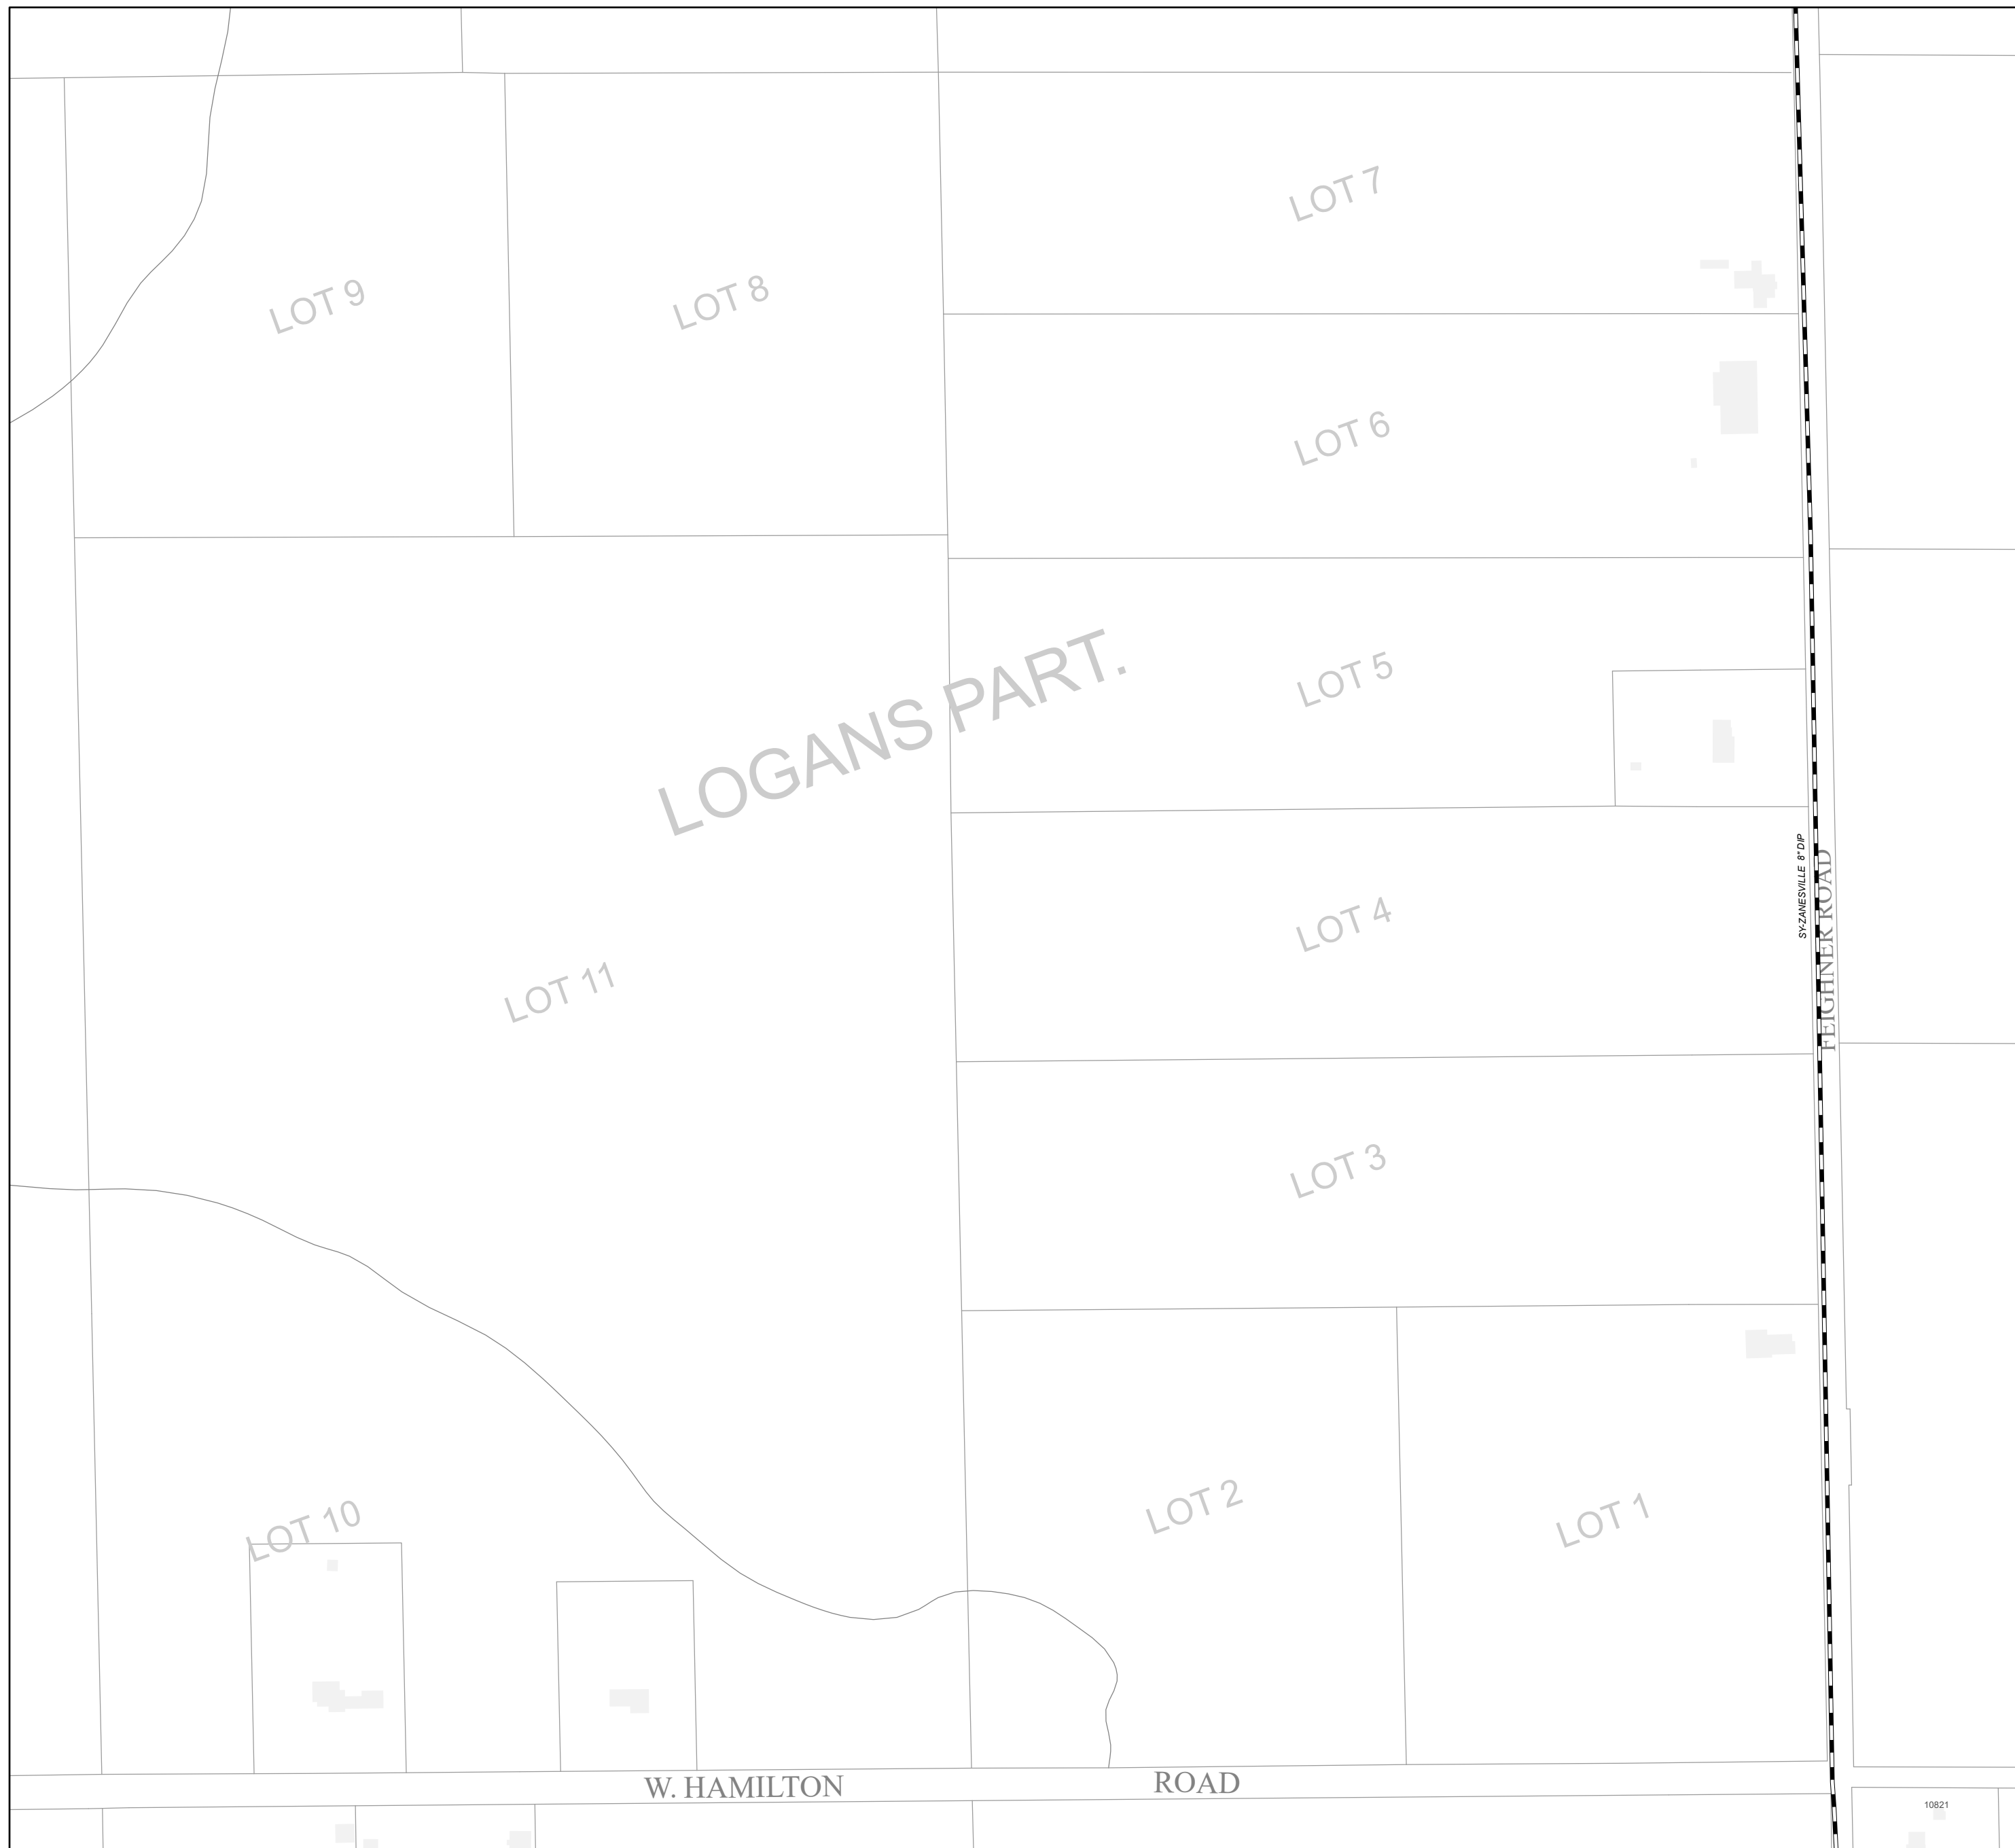 LOT 7
LOT 9
LOT 8
LOT 6
LOT 5
LOGANS PART.
SY-ZANESVILLE 8" DIP
FEIGHNER ROAD
LOT 4
LOT 11
LOT 3
LOT 2
LOT 1
LOT 10
W. HAMILTON ROAD
10821